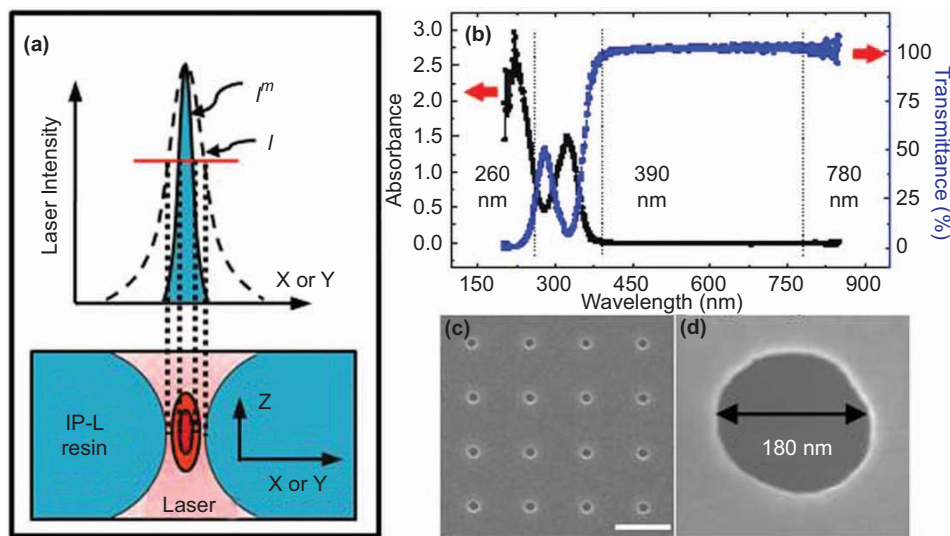 (a)
Laser Intensity
I^m
I
X or Y
IP-L
resin
Z
X or Y
Laser
(b)
Absorbance
3.0
2.5
2.0
1.5
1.0
0.5
0.0
260
nm
390
nm
780
nm
100
75
50
25
0
Transmittance (%)
150 300 450 600 750 900
Wavelength (nm)
(c)
(d)
180 nm